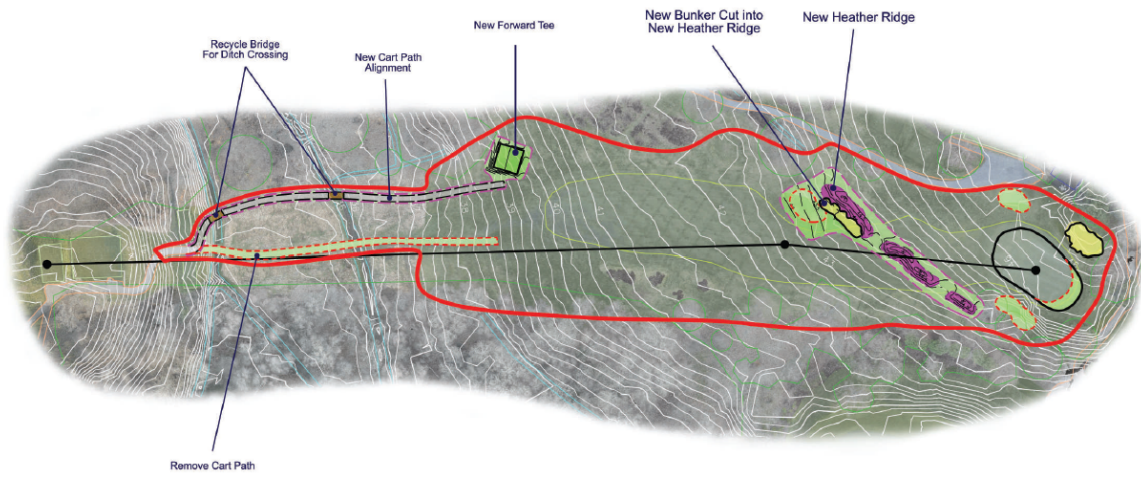 New Bunker Cut into
New Heather Ridge
New Heather Ridge
New Forward Tee
Recycle Bridge
For Ditch Crossing
New Cart Path
Alignment
Remove Cart Path